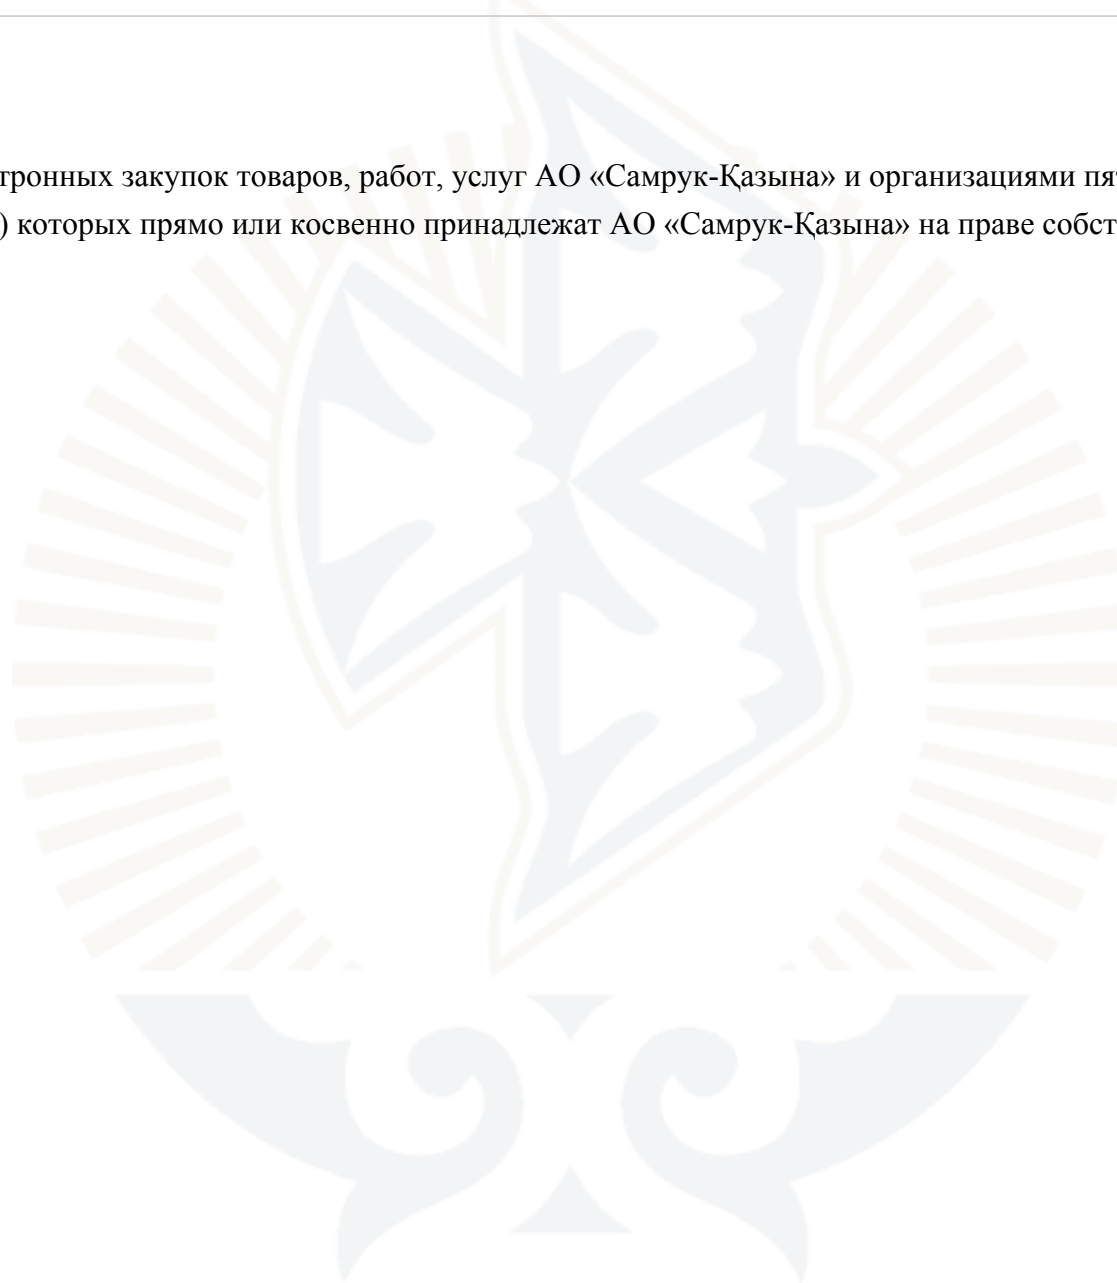 тронных закупок товаров, работ, услуг АО «Самрук-Қазына» и организациями пят
) которых прямо или косвенно принадлежат АО «Самрук-Қазына» на праве собст